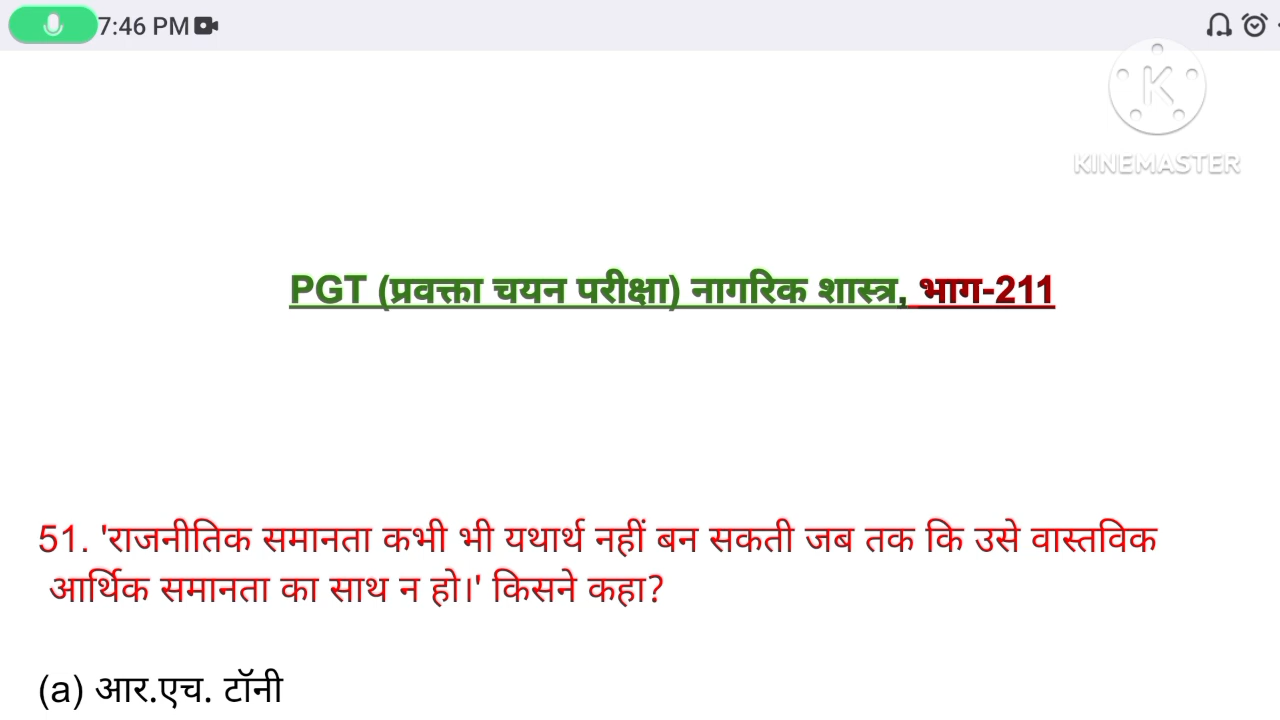 7:46 PM
K
KINEMASTER
PGT (प्रवक्ता चयन परीक्षा) नागरिक शास्त्र, भाग-211
51. 'राजनीतिक समानता कभी भी यथार्थ नहीं बन सकती जब तक कि उसे वास्तविक
आर्थिक समानता का साथ न हो।' किसने कहा?
(a) आर.एच. टॉनी